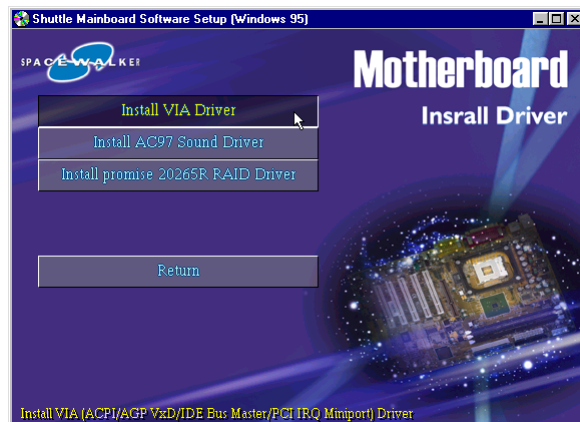 Shuttle Mainboard Software Setup (Windows 95)
SPACEWALKER
Motherboard
Insrall Driver
Install VIA Driver
Install AC97 Sound Driver
Install promise 20265R RAID Driver
Return
Install VIA (ACPI/AGP VxD/IDE Bus Master/PCI IRQ Miniport) Driver